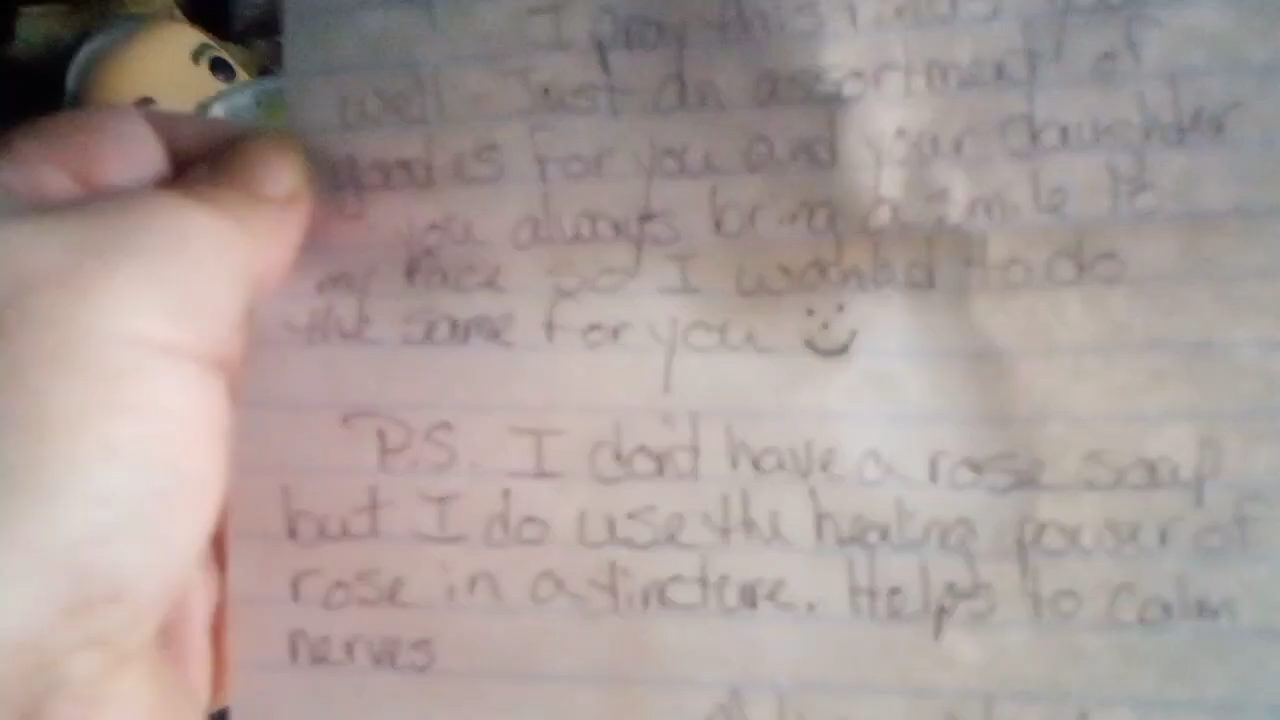 I pray this finds you
well. Just an assortment of
goodies for you and your daughter
you always bring a smile to
my face so I wanted to do
the same for you :)
P.S. I don't have a rose soap
but I do use the healing power of
rose in a tincture. Helps to calm
nerves